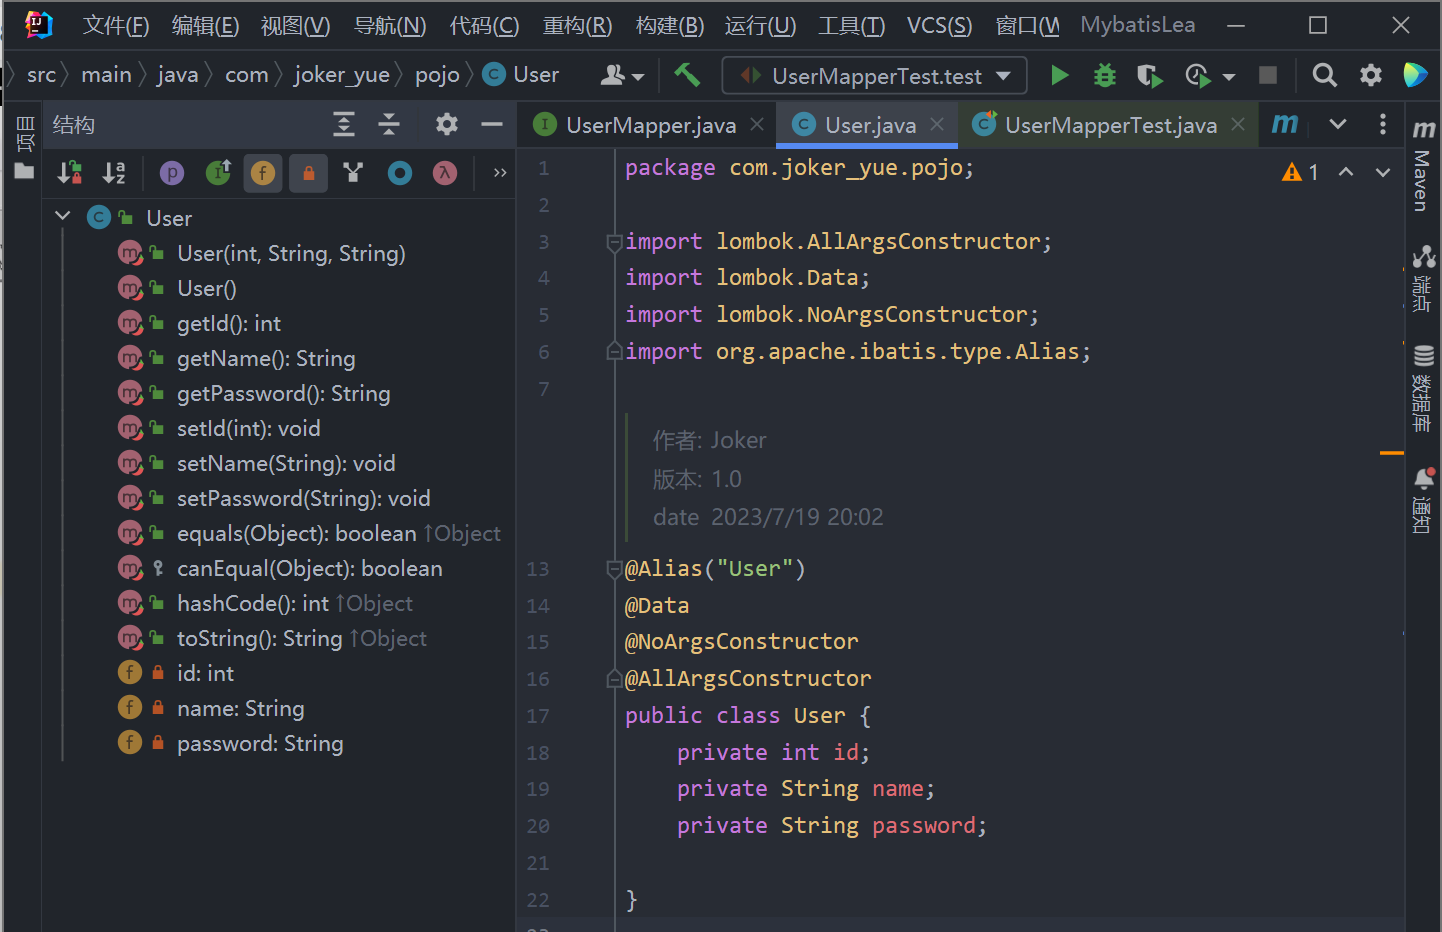 文件(F) 编辑(E) 视图(V) 导航(N) 代码(C) 重构(R) 构建(B) 运行(U) 工具(T) VCS(S) 窗口(W MybatisLea
src main java com joker_yue pojo User UserMapperTest.test
项目
结构
UserMapper.java User.java UserMapperTest.java
User
User(int, String, String)
User()
getId(): int
getName(): String
getPassword(): String
setId(int): void
setName(String): void
setPassword(String): void
equals(Object): boolean ↑Object
canEqual(Object): boolean
hashCode(): int ↑Object
toString(): String ↑Object
id: int
name: String
password: String
1 package com.joker_yue.pojo;
1
2
3 import lombok.AllArgsConstructor;
4 import lombok.Data;
5 import lombok.NoArgsConstructor;
6 import org.apache.ibatis.type.Alias;
7
作者: Joker
版本: 1.0
date 2023/7/19 20:02
13 @Alias("User")
14 @Data
15 @NoArgsConstructor
16 @AllArgsConstructor
17 public class User {
18 private int id;
19 private String name;
20 private String password;
21
22 }
Maven
端点
数据库
通知